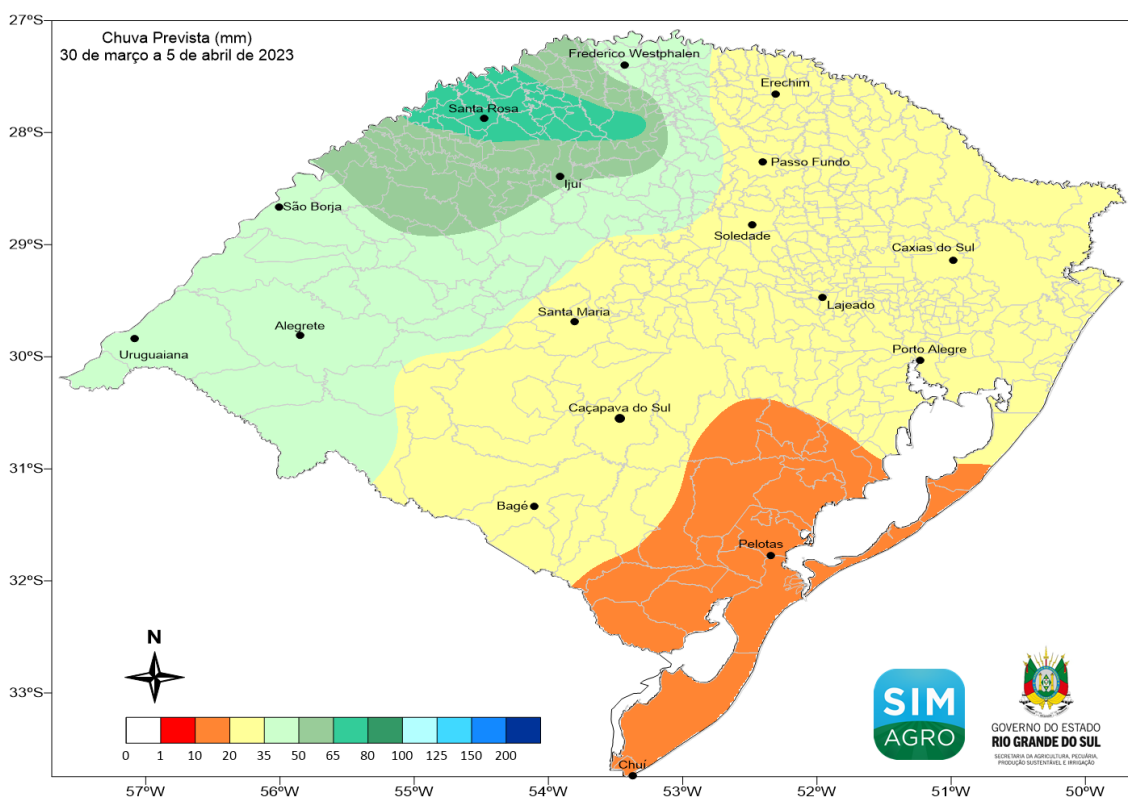 Chuva Prevista (mm)
30 de março a 5 de abril de 2023
27°S
28°S
29°S
30°S
31°S
32°S
33°S
Frederico Westphalen
Erechim
Santa Rosa
Passo Fundo
Ijuí
São Borja
Soledade
Caxias do Sul
Lajeado
Santa Maria
Alegrete
Uruguaiana
Porto Alegre
Caçapava do Sul
Bagé
Pelotas
Chuí
N
0 1 10 20 35 50 65 80 100 125 150 200
SIM
AGRO
GOVERNO DO ESTADO
RIO GRANDE DO SUL
SECRETARIA DA AGRICULTURA, PECUÁRIA,
PRODUÇÃO SUSTENTÁVEL E IRRIGAÇÃO
57°W 56°W 55°W 54°W 53°W 52°W 51°W 50°W